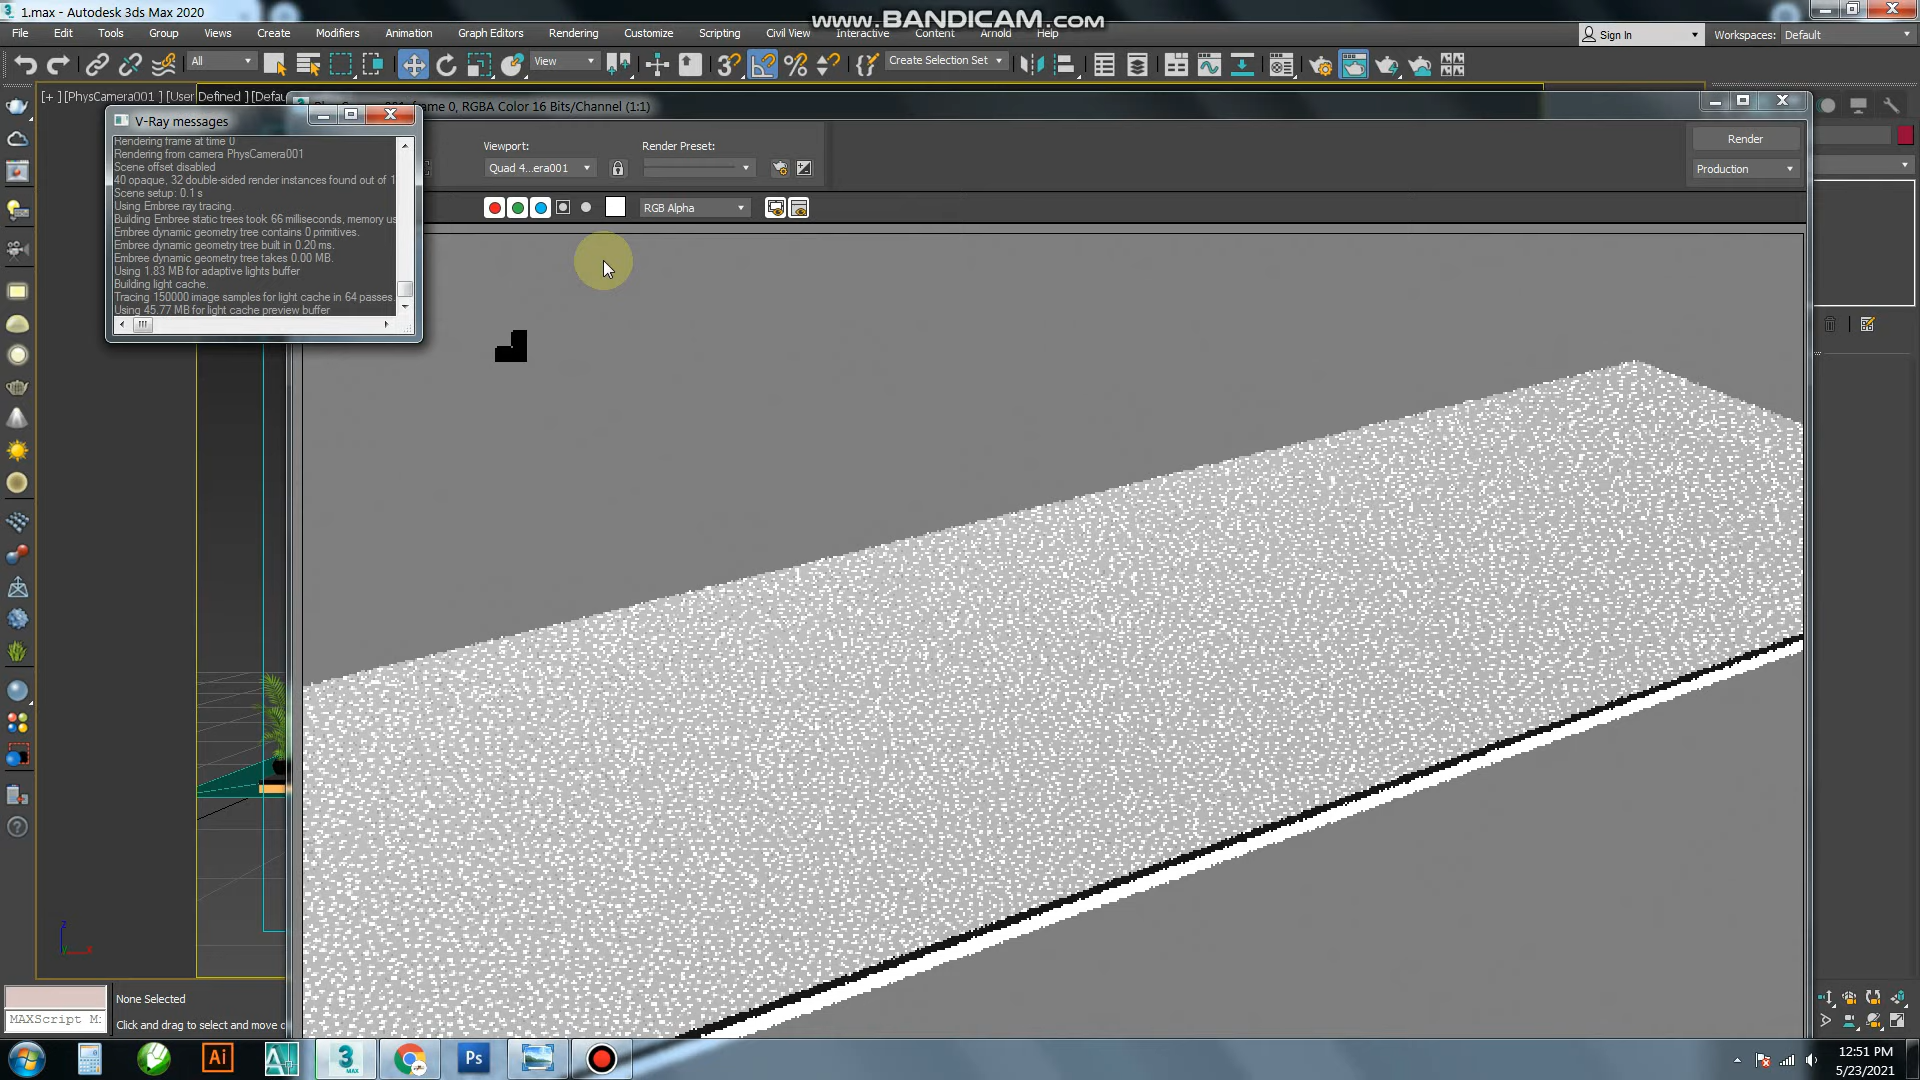 1.max - Autodesk 3ds Max 2020
www.BANDICAM.com
File Edit Tools Group Views Create Modifiers Animation Graph Editors Rendering Customize Scripting Civil View Interactive Content Arnold Help
Sign In
Workspaces: Default
All
View
Create Selection Set
[+ ] [PhysCamera001 ] [User Defined ] [Defau
frame 0, RGBA Color 16 Bits/Channel (1:1)
V-Ray messages
Rendering frame at time 0
Rendering from camera PhysCamera001
Scene offset disabled
40 opaque, 32 double-sided render instances found out of 1
Scene setup: 0.1 s
Using Embree ray tracing.
Building Embree static trees took 66 milliseconds, memory us
Embree dynamic geometry tree contains 0 primitives.
Embree dynamic geometry tree built in 0.20 ms.
Embree dynamic geometry tree takes 0.00 MB.
Using 1.83 MB for adaptive lights buffer
Building light cache.
Tracing 150000 image samples for light cache in 64 passes.
Using 45.77 MB for light cache preview buffer
Viewport:
Quad 4...era001
Render Preset:
Render
Production
RGB Alpha
z
x
None Selected
MAXScript Mi
Click and drag to select and move o
Ai
3
MAX
Ps
12:51 PM
5/23/2021